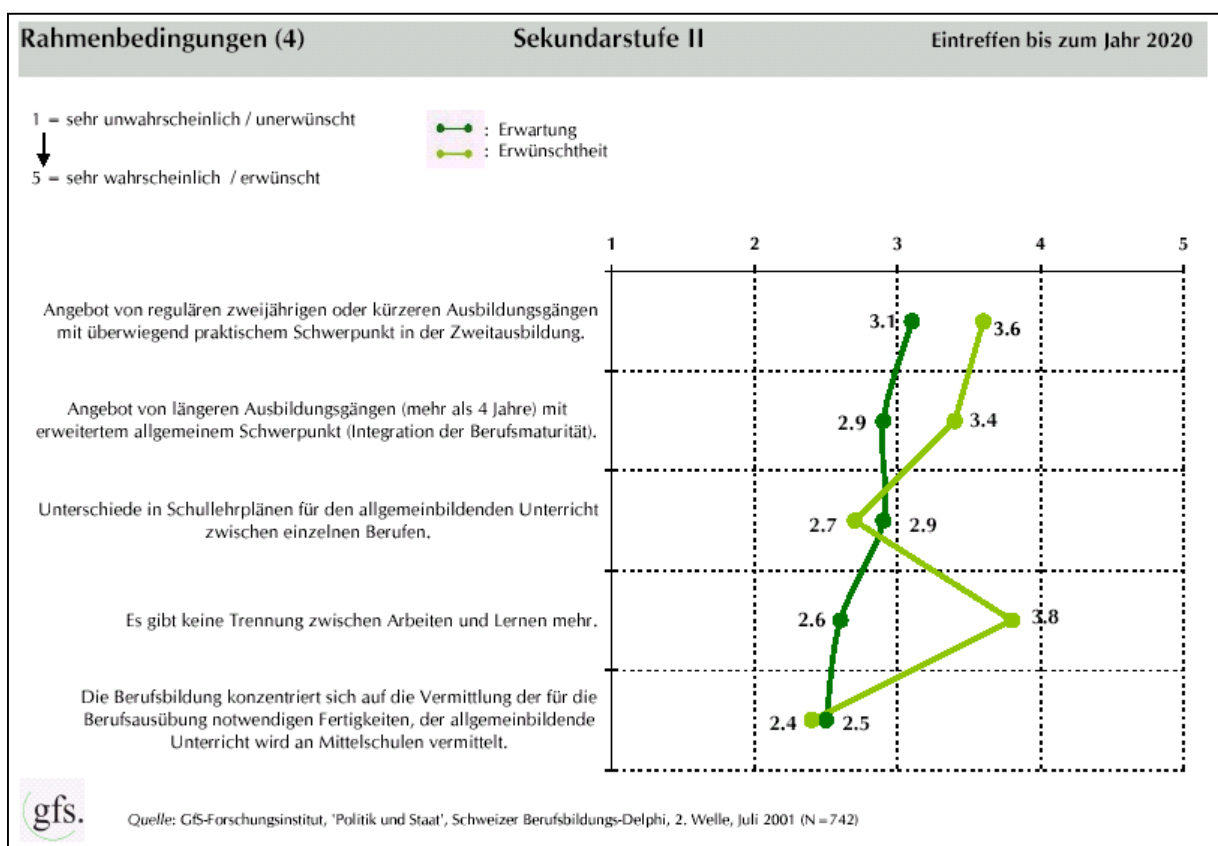 Rahmenbedingungen (4) Sekundarstufe II Eintreffen bis zum Jahr 2020
1 = sehr unwahrscheinlich / unerwünscht
5 = sehr wahrscheinlich / erwünscht
: Erwartung
: Erwünschtheit
1 2 3 4 5
Angebot von regulären zweijährigen oder kürzeren Ausbildungsgängen
mit überwiegend praktischem Schwerpunkt in der Zweitausbildung.
3.1 3.6
Angebot von längeren Ausbildungsgängen (mehr als 4 Jahre) mit
erweitertem allgemeinem Schwerpunkt (Integration der Berufsmaturität).
2.9 3.4
Unterschiede in Schullehrplänen für den allgemeinbildenden Unterricht
zwischen einzelnen Berufen.
2.7 2.9
Es gibt keine Trennung zwischen Arbeiten und Lernen mehr.
2.6 3.8
Die Berufsbildung konzentriert sich auf die Vermittlung der für die
Berufsausübung notwendigen Fertigkeiten, der allgemeinbildende
Unterricht wird an Mittelschulen vermittelt.
2.4 2.5
gfs.
Quelle: GfS-Forschungsinstitut, 'Politik und Staat', Schweizer Berufsbildungs-Delphi, 2. Welle, Juli 2001 (N=742)